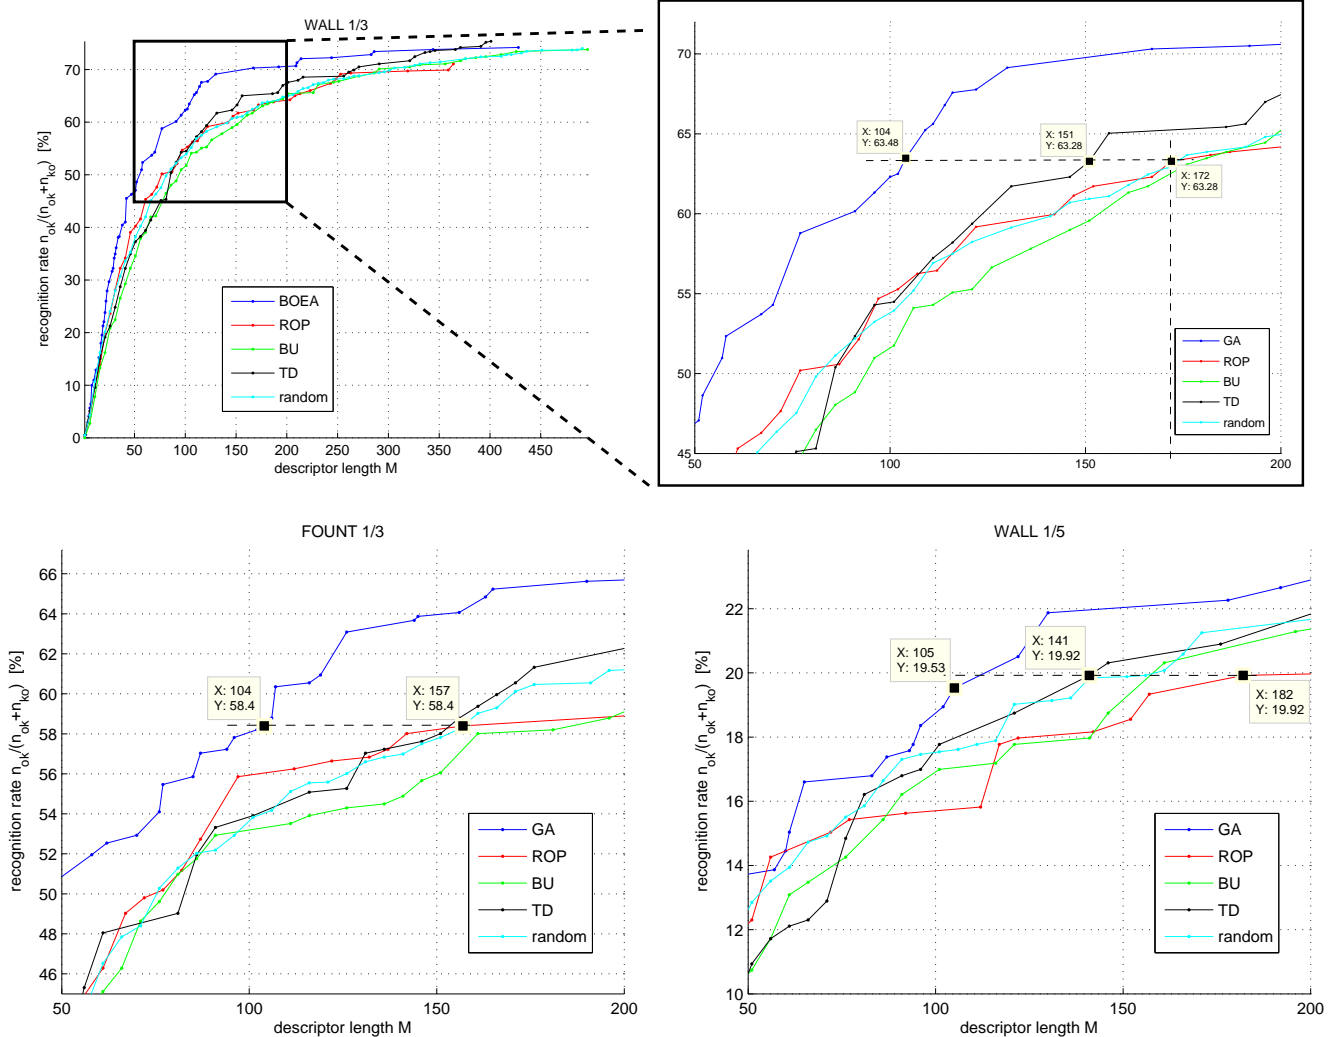 WALL 1/3
recognition rate n_ok/(n_ok+n_ko) [%]
70
60
50
40
30
20
10
0
50 100 150 200 250 300 350 400 450
descriptor length M
BOEA
ROP
BU
TD
random
70
65
60
55
50
45
X: 104
Y: 63.48
X: 151
Y: 63.28
X: 172
Y: 63.28
GA
ROP
BU
TD
random
50 100 150 200
FOUNT 1/3
recognition rate n_ok/(n_ok+n_ko) [%]
66
64
62
60
58
56
54
52
50
48
46
X: 104
Y: 58.4
X: 157
Y: 58.4
GA
ROP
BU
TD
random
50 100 150 200
descriptor length M
WALL 1/5
recognition rate n_ok/(n_ok+n_ko) [%]
22
20
18
16
14
12
10
X: 105
Y: 19.53
X: 141
Y: 19.92
X: 182
Y: 19.92
GA
ROP
BU
TD
random
50 100 150 200
descriptor length M